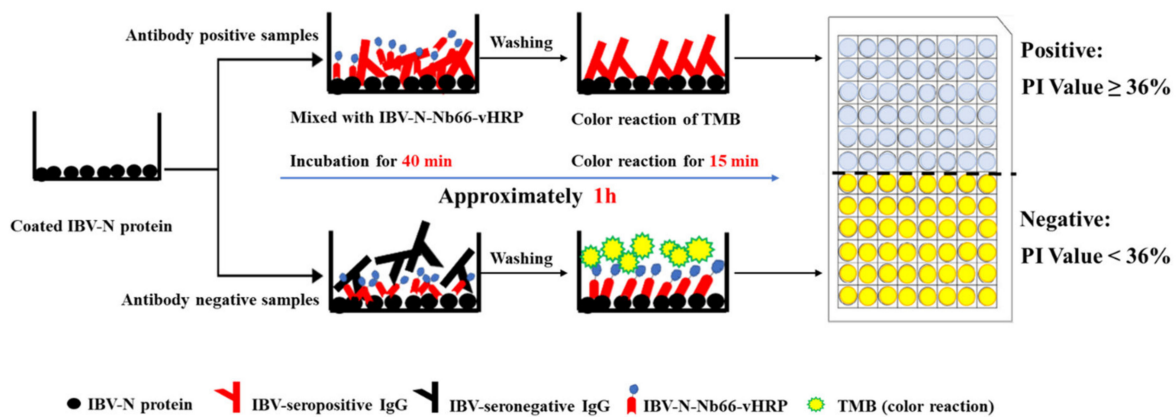 Antibody positive samples
Washing
Mixed with IBV-N-Nb66-vHRP
Color reaction of TMB
Positive:
PI Value ≥ 36%
Incubation for 40 min
Color reaction for 15 min
Approximately 1h
Coated IBV-N protein
Antibody negative samples
Washing
Negative:
PI Value < 36%
IBV-N protein
IBV-seropositive IgG
IBV-seronegative IgG
IBV-N-Nb66-vHRP
TMB (color reaction)